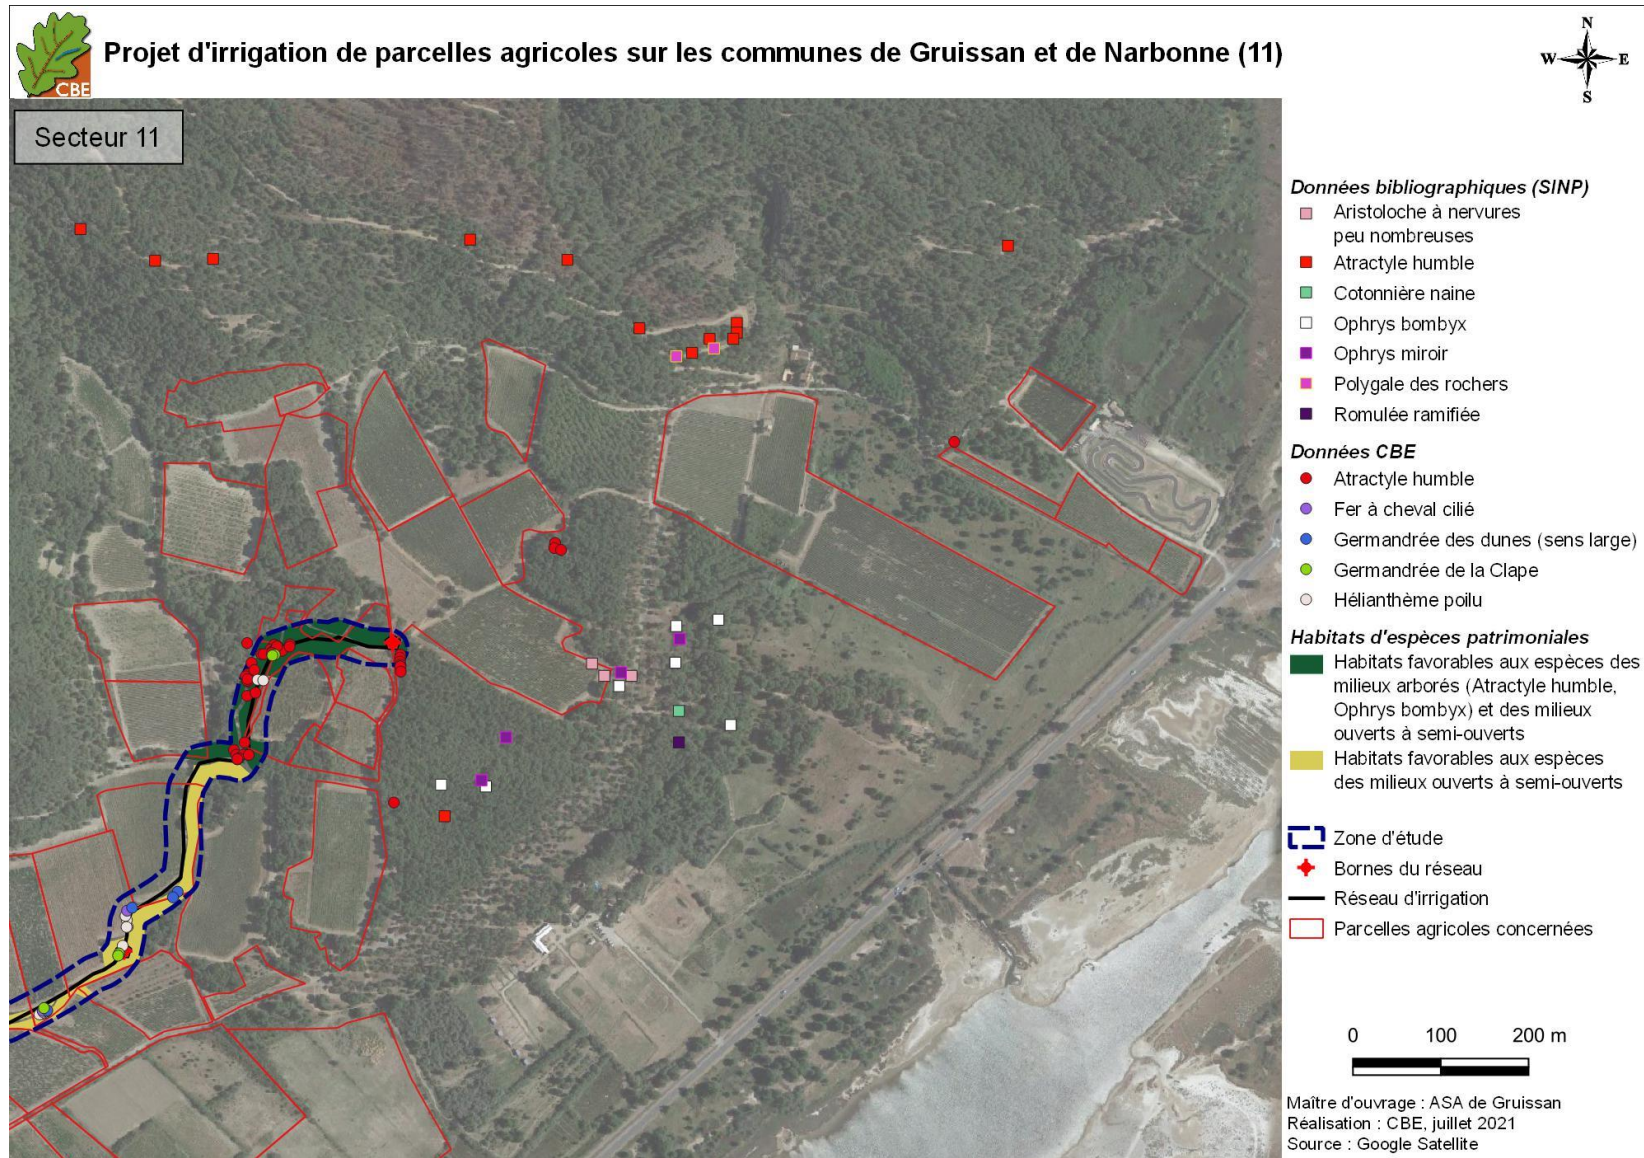 CBE
Projet d'irrigation de parcelles agricoles sur les communes de Gruissan et de Narbonne (11)
N
W
E
S
Secteur 11
Données bibliographiques (SINP)
Aristoloche à nervures
peu nombreuses
Atractyle humble
Cotonnière naine
Ophrys bombyx
Ophrys miroir
Polygale des rochers
Romulée ramifiée
Données CBE
Atractyle humble
Fer à cheval cilié
Germandrée des dunes (sens large)
Germandrée de la Clape
Hélianthème poilu
Habitats d'espèces patrimoniales
Habitats favorables aux espèces des
milieux arborés (Atractyle humble,
Ophrys bombyx) et des milieux
ouverts à semi-ouverts
Habitats favorables aux espèces
des milieux ouverts à semi-ouverts
Zone d'étude
Bornes du réseau
Réseau d'irrigation
Parcelles agricoles concernées
0 100 200 m
Maître d'ouvrage : ASA de Gruissan
Réalisation : CBE, juillet 2021
Source : Google Satellite